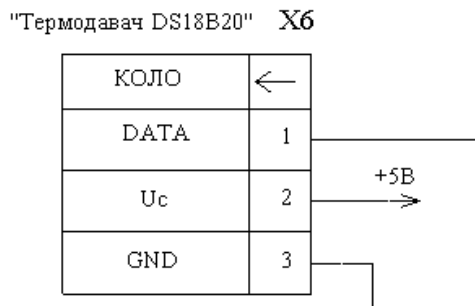 "Термодавач DS18B20" X6
КОЛО
DATA 1
+5В
Uc 2
GND 3